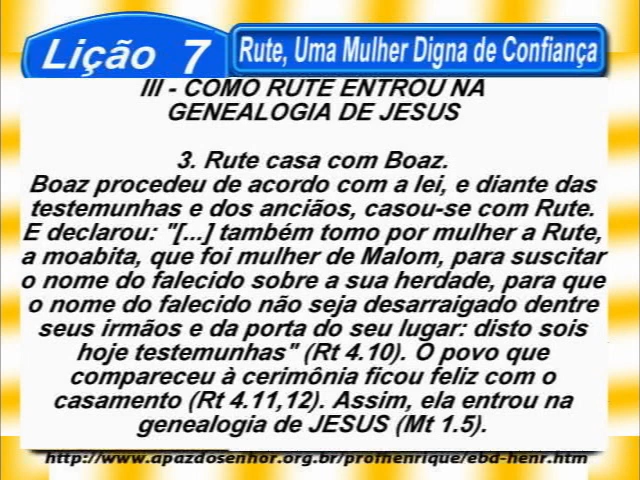 Lição 7
Rute, Uma Mulher Digna de Confiança
III - COMO RUTE ENTROU NA
GENEALOGIA DE JESUS
3. Rute casa com Boaz.
Boaz procedeu de acordo com a lei, e diante das
testemunhas e dos anciãos, casou-se com Rute.
E declarou: "[...] também tomo por mulher a Rute,
a moabita, que foi mulher de Malom, para suscitar
o nome do falecido sobre a sua herdade, para que
o nome do falecido não seja desarraigado dentre
seus irmãos e da porta do seu lugar: disto sois
hoje testemunhas" (Rt 4.10). O povo que
compareceu à cerimônia ficou feliz com o
casamento (Rt 4.11,12). Assim, ela entrou na
genealogia de JESUS (Mt 1.5).
http://www.apazdosenhor.org.br/profhenrique/ebd-henr.htm